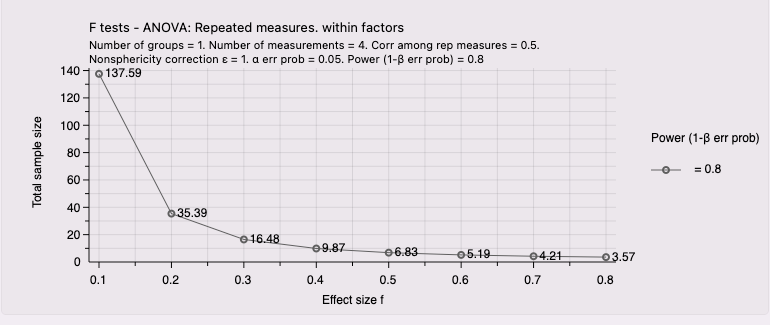 F tests - ANOVA: Repeated measures. within factors
Number of groups = 1. Number of measurements = 4. Corr among rep measures = 0.5.
Nonsphericity correction ε = 1. α err prob = 0.05. Power (1-β err prob) = 0.8
Total sample size
140
120
100
80
60
40
20
0
137.59
35.39
16.48
9.87
6.83
5.19
4.21
3.57
0.1 0.2 0.3 0.4 0.5 0.6 0.7 0.8
Effect size f
Power (1-β err prob)
= 0.8